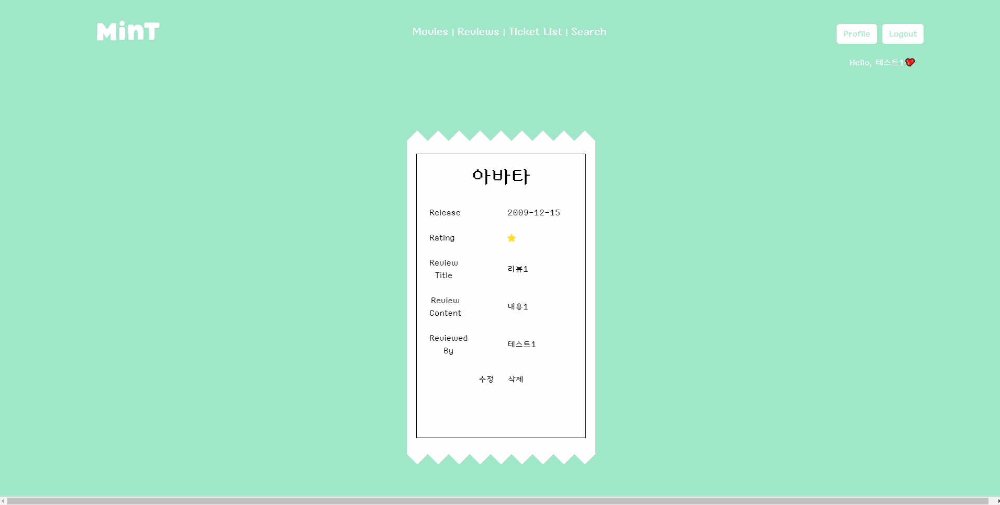 MinT
Movies | Reviews | Ticket List | Search
Profile
Logout
Hello, 테스트1💖
아바타
Release 2009-12-15
Rating ⭐
Review
Title
리뷰1
Review
Content
내용1
Reviewed
By
테스트1
수정 삭제